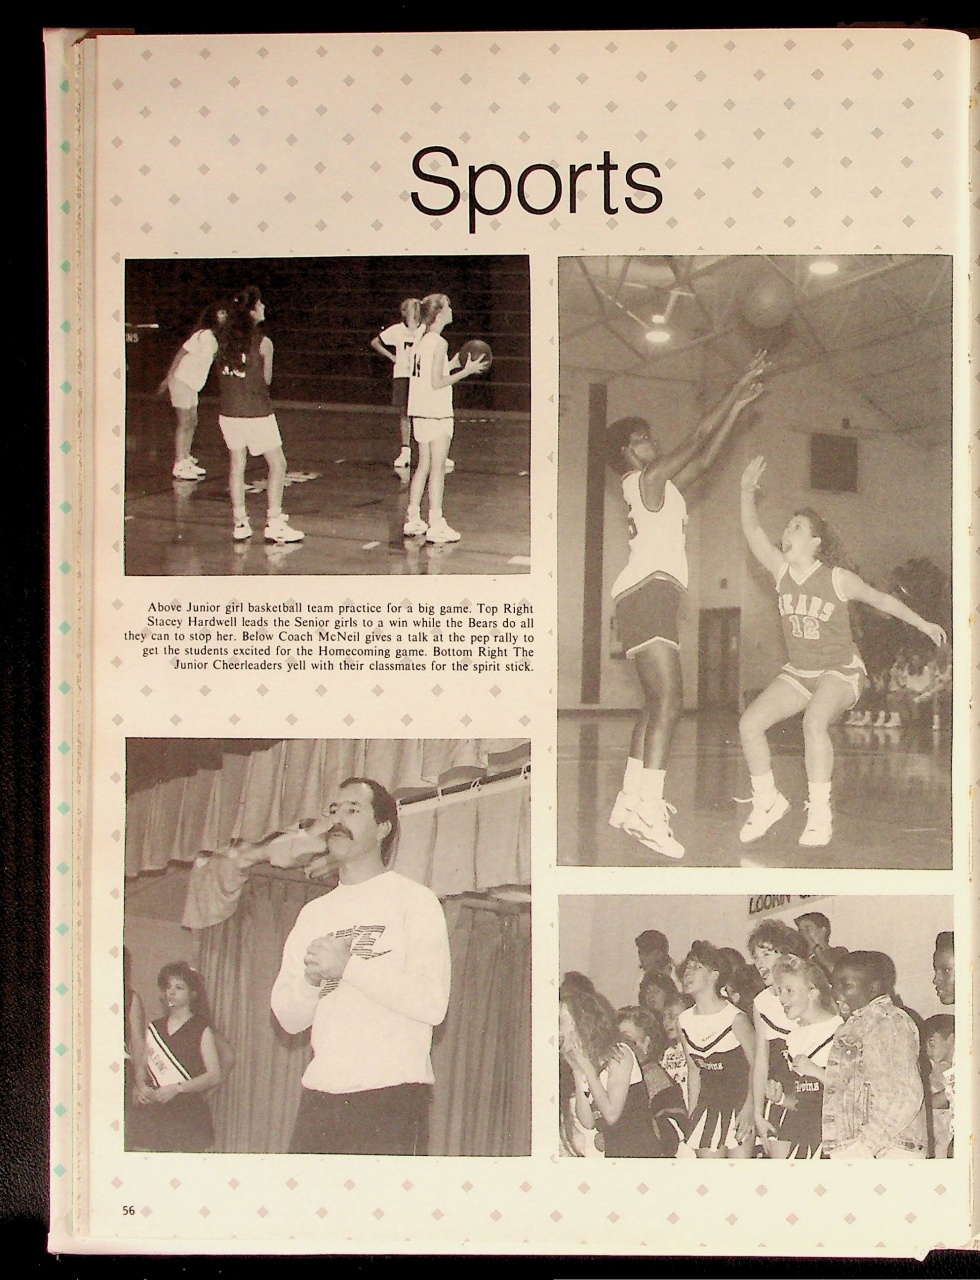 Sports
Above Junior girl basketball team practice for a big game. Top Right
Stacey Hardwell leads the Senior girls to a win while the Bears do all
they can to stop her. Below Coach McNeil gives a talk at the pep rally to
get the students excited for the Homecoming game. Bottom Right The
Junior Cheerleaders yell with their classmates for the spirit stick.
BEARS
12
LOOKIN'
56